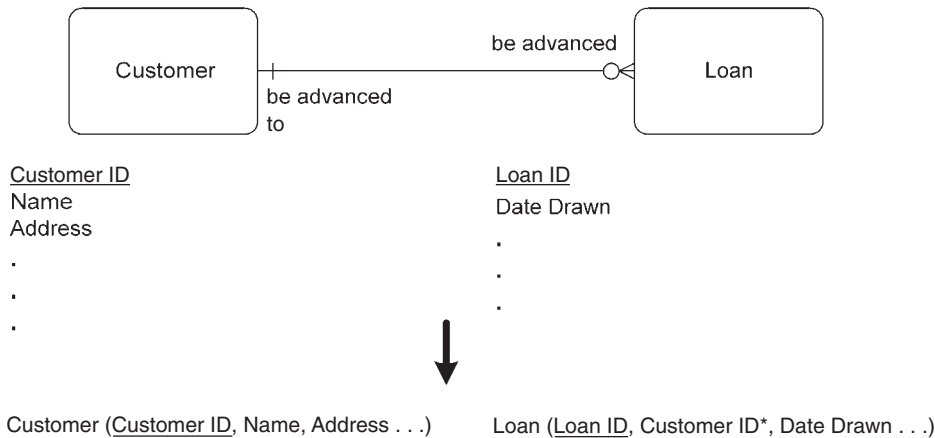 be advanced
Customer
Loan
be advanced
to
Customer ID
Name
Address
.
.
.
Loan ID
Date Drawn
.
.
.
Customer (Customer ID, Name, Address . . .)
Loan (Loan ID, Customer ID*, Date Drawn . . .)